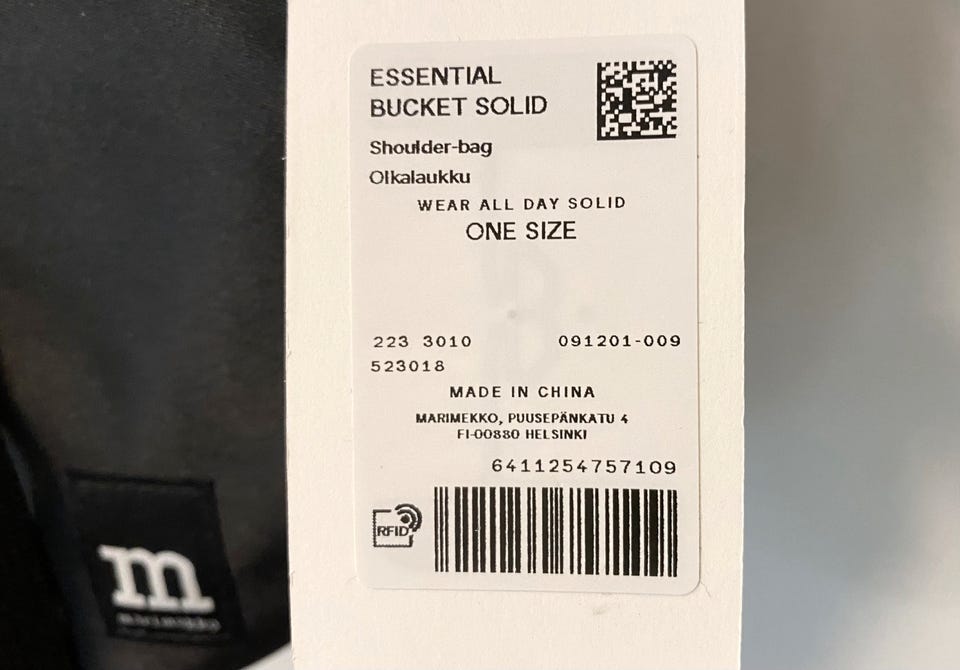 ESSENTIAL
BUCKET SOLID
Shoulder-bag
Olkalaukku
WEAR ALL DAY SOLID
ONE SIZE
223 3010 091201-009
523018
MADE IN CHINA
MARIMEKKO, PUUSEPÄNKATU 4
FI-00880 HELSINKI
6411254757109
RFID
m
marimekko